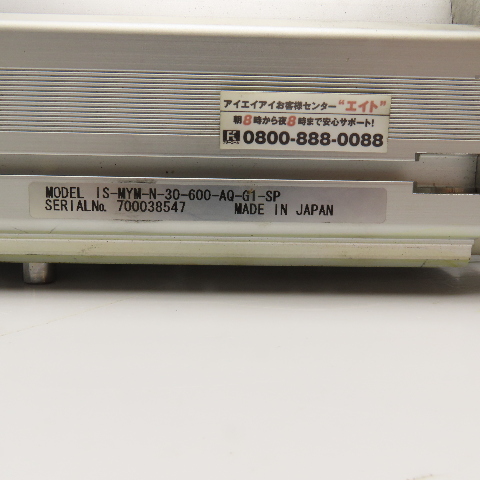 アイエイアイお客様センター“エイト”
朝8時から夜8時まで安心サポート!
0800-888-0088
MODEL IS-MYM-N-30-600-AQ-G1-SP
SERIALNo. 700038547 MADE IN JAPAN